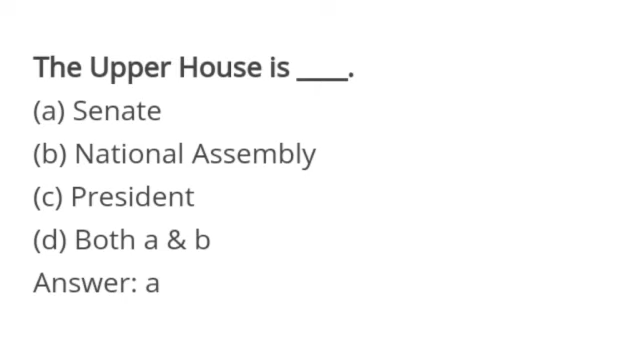 The Upper House is ____.
(a) Senate
(b) National Assembly
(c) President
(d) Both a & b
Answer: a